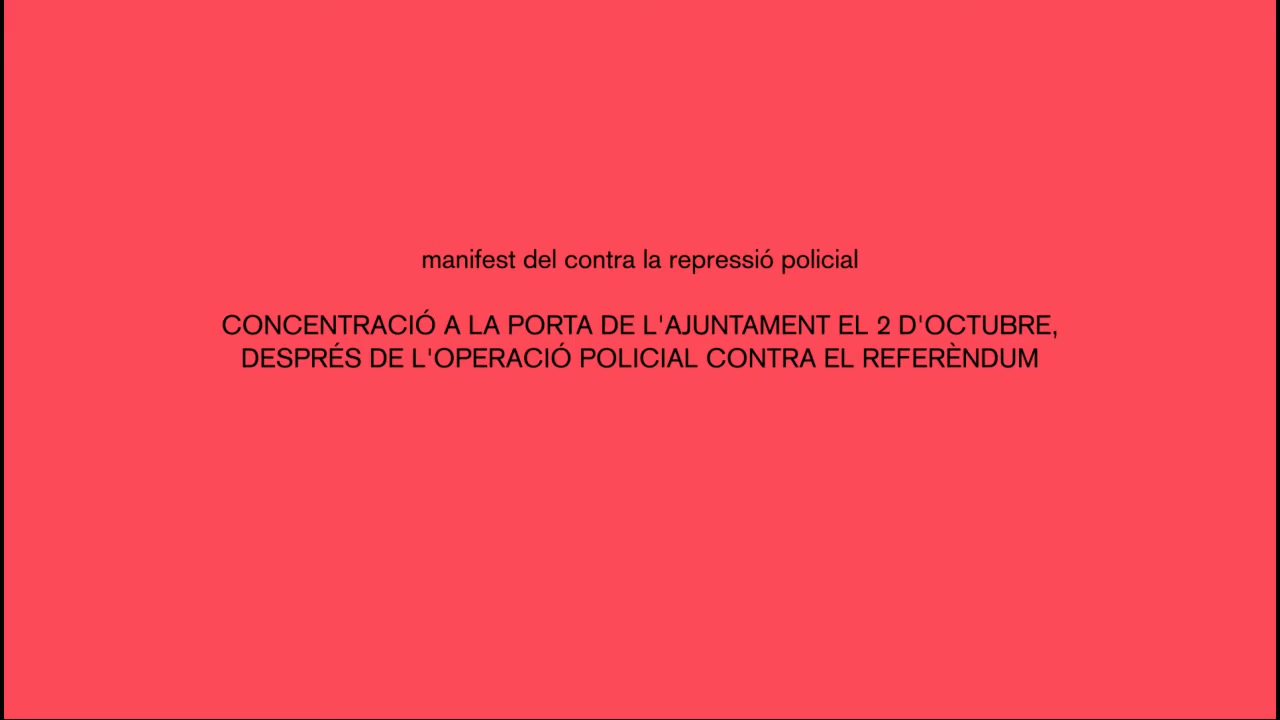 manifest del contra la repressió policial
CONCENTRACIÓ A LA PORTA DE L'AJUNTAMENT EL 2 D'OCTUBRE,
DESPRÉS DE L'OPERACIÓ POLICIAL CONTRA EL REFERÈNDUM